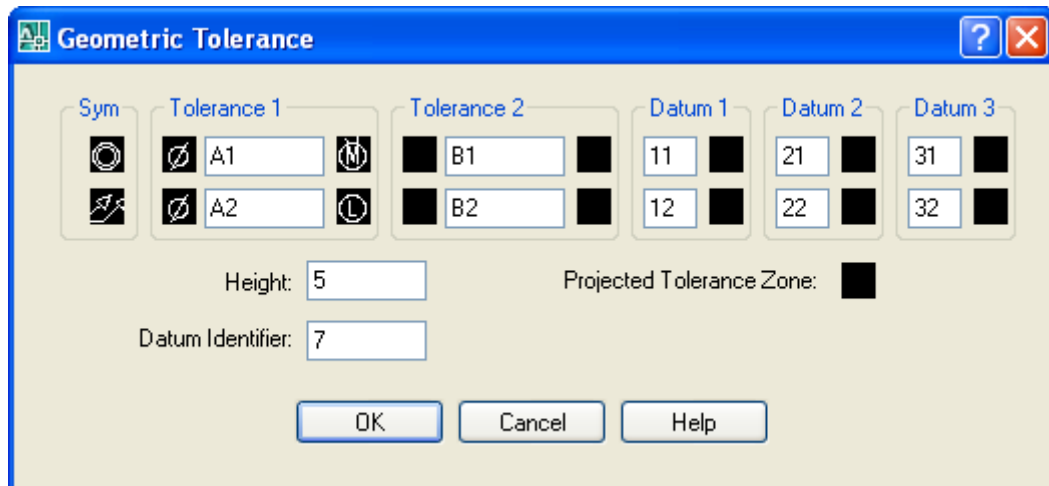 Geometric Tolerance ?
Sym Tolerance 1 Tolerance 2 Datum 1 Datum 2 Datum 3
Ø A1 Ⓜ B1 11 21 31
Ø A2 Ⓛ B2 12 22 32
Height: 5 Projected Tolerance Zone:
Datum Identifier: 7
OK Cancel Help